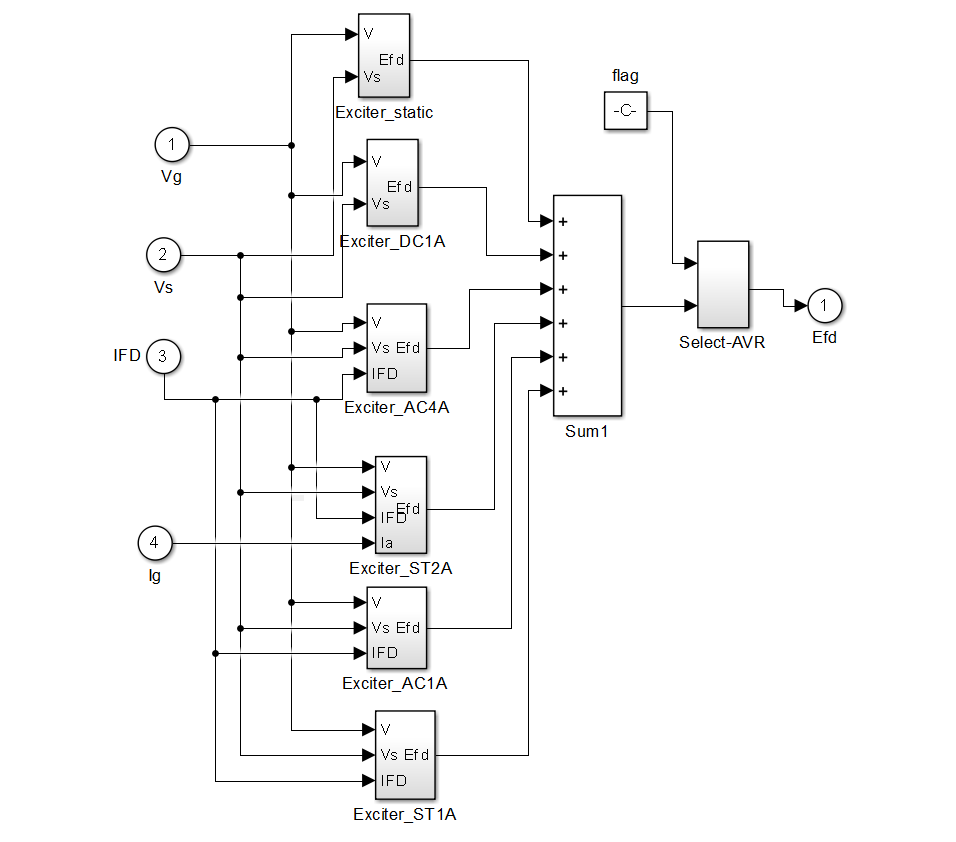 V
Efd
Vs
Exciter_static
flag
-C-
1
Vg
V
Efd
Vs
Exciter_DC1A
+
+
+
+
+
+
Sum1
2
Vs
Select-AVR
1
Efd
V
Vs Efd
IFD
Exciter_AC4A
IFD
3
V
Vs
Efd
IFD
Ia
Exciter_ST2A
4
Ig
V
Vs Efd
IFD
Exciter_AC1A
V
Vs Efd
IFD
Exciter_ST1A